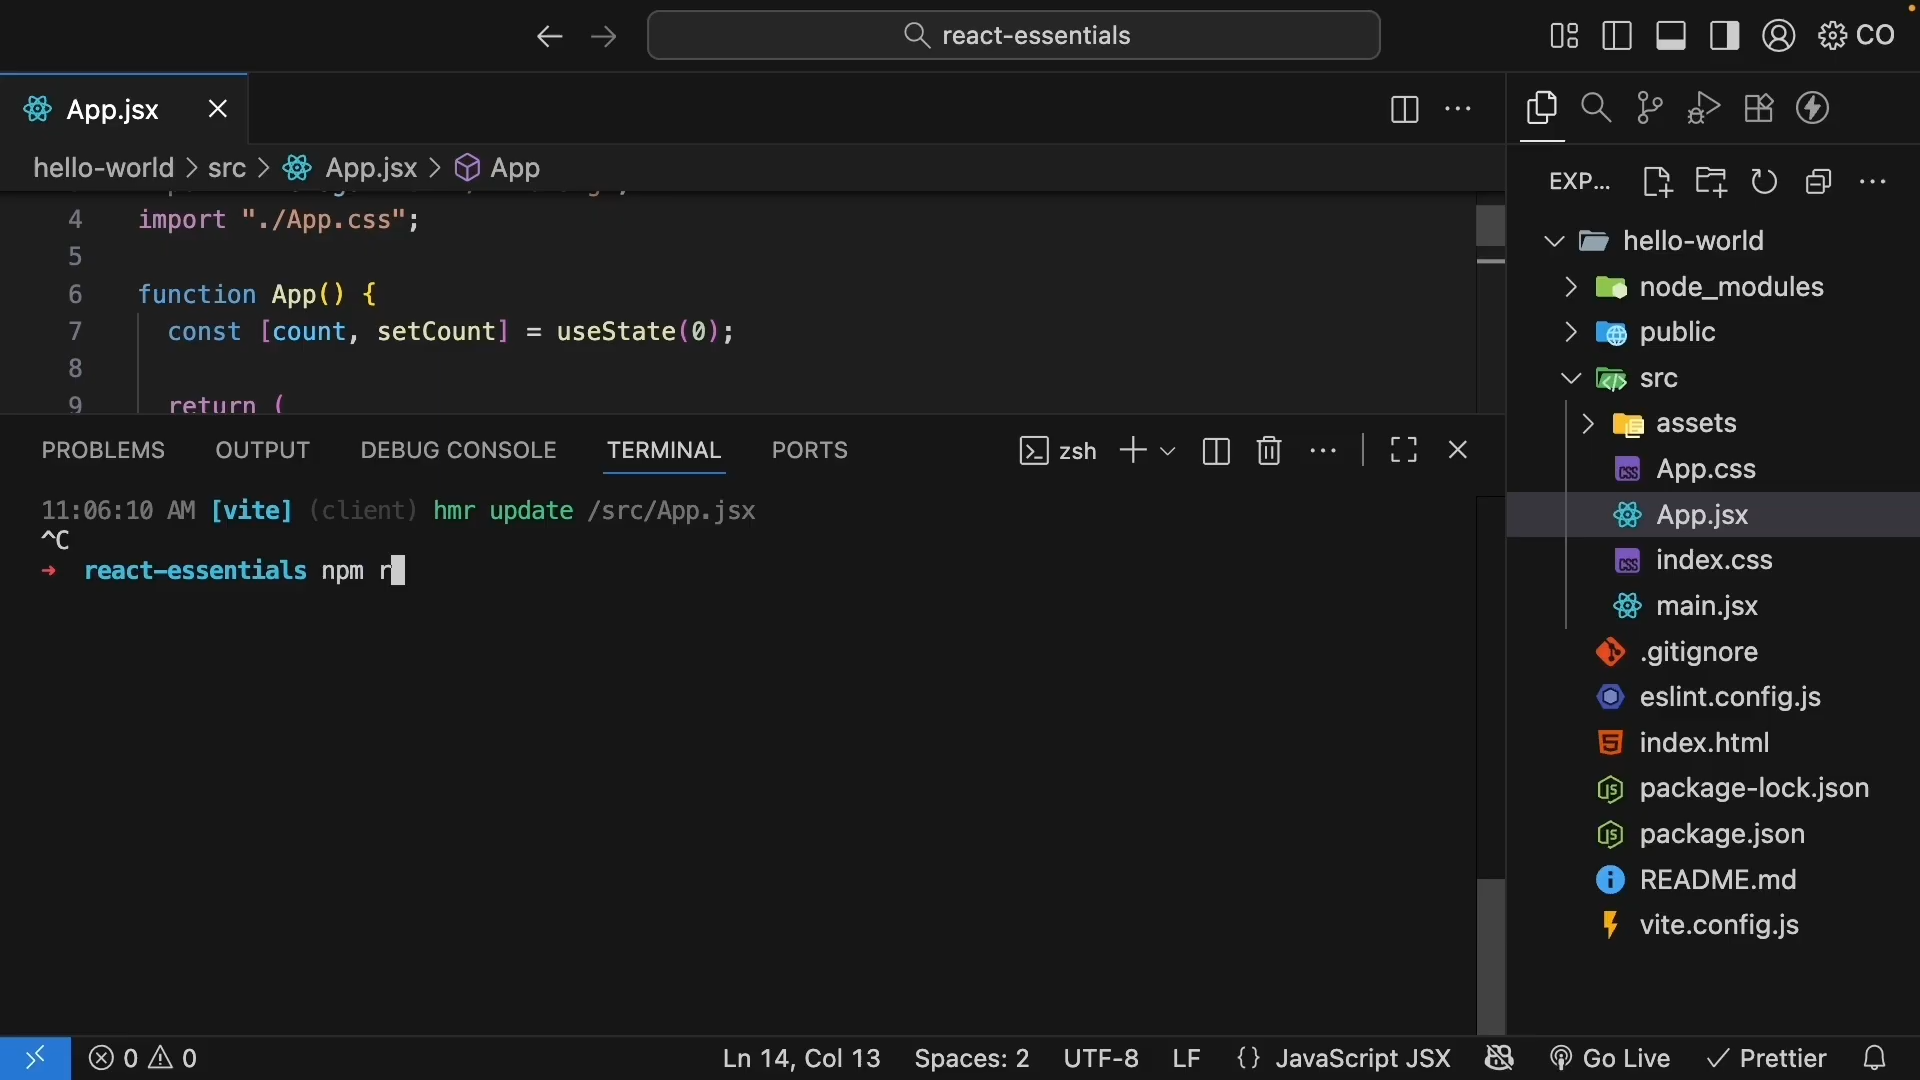 react-essentials
CO
App.jsx
hello-world > src > App.jsx > App
4 import "./App.css";
5
6 function App() {
7 const [count, setCount] = useState(0);
8
9 return (
PROBLEMS OUTPUT DEBUG CONSOLE TERMINAL PORTS
zsh
11:06:10 AM [vite] (client) hmr update /src/App.jsx
^C
➜ react-essentials npm r
EXP...
hello-world
node_modules
public
src
assets
App.css
App.jsx
index.css
main.jsx
.gitignore
eslint.config.js
index.html
package-lock.json
package.json
README.md
vite.config.js
0 0
Ln 14, Col 13 Spaces: 2 UTF-8 LF {} JavaScript JSX Go Live Prettier